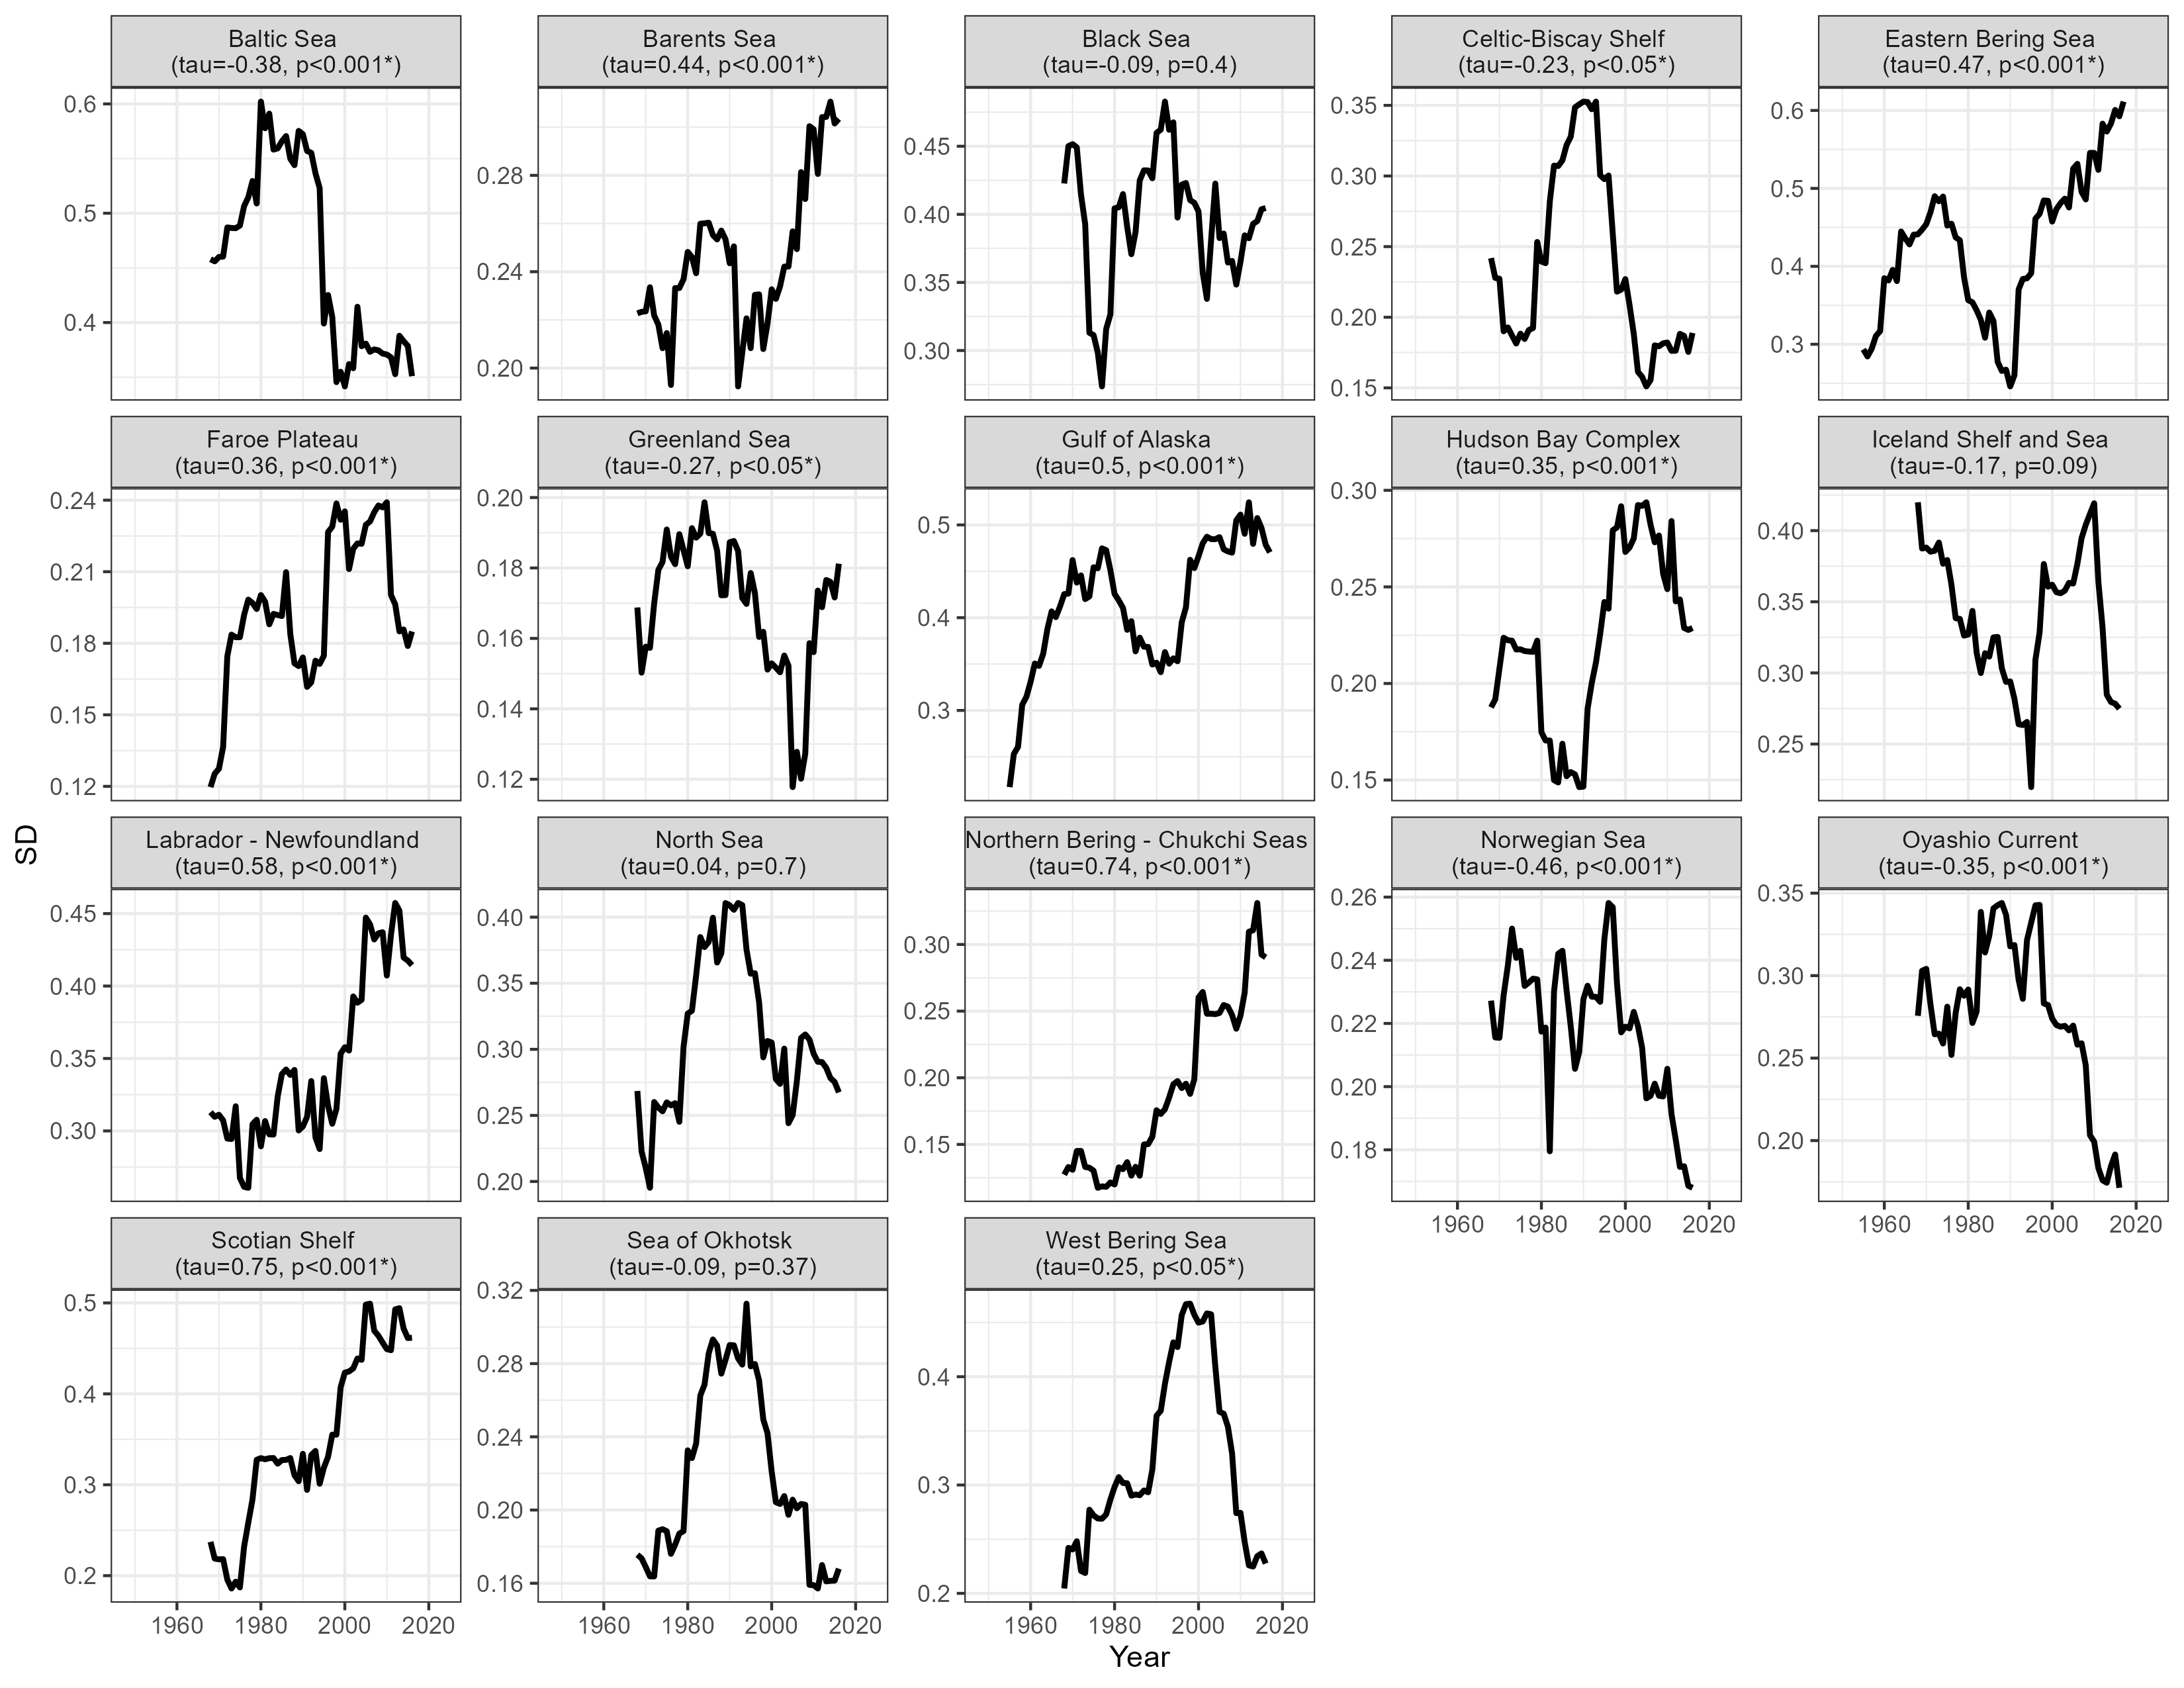 Baltic Sea
(tau=-0.38, p<0.001*)
Barents Sea
(tau=0.44, p<0.001*)
Black Sea
(tau=-0.09, p=0.4)
Celtic-Biscay Shelf
(tau=-0.23, p<0.05*)
Eastern Bering Sea
(tau=0.47, p<0.001*)
0.6
0.5
0.4
0.28
0.24
0.20
0.45
0.40
0.35
0.30
0.35
0.30
0.25
0.20
0.15
0.6
0.5
0.4
0.3
Faroe Plateau
(tau=0.36, p<0.001*)
Greenland Sea
(tau=-0.27, p<0.05*)
Gulf of Alaska
(tau=0.5, p<0.001*)
Hudson Bay Complex
(tau=0.35, p<0.001*)
Iceland Shelf and Sea
(tau=-0.17, p=0.09)
0.24
0.21
0.18
0.15
0.12
0.20
0.18
0.16
0.14
0.12
0.5
0.4
0.3
0.30
0.25
0.20
0.15
0.40
0.35
0.30
0.25
SD
Labrador - Newfoundland
(tau=0.58, p<0.001*)
North Sea
(tau=0.04, p=0.7)
Northern Bering - Chukchi Seas
(tau=0.74, p<0.001*)
Norwegian Sea
(tau=-0.46, p<0.001*)
Oyashio Current
(tau=-0.35, p<0.001*)
0.45
0.40
0.35
0.30
0.40
0.35
0.30
0.25
0.20
0.30
0.25
0.20
0.15
0.26
0.24
0.22
0.20
0.18
0.35
0.30
0.25
0.20
1960 1980 2000 2020
1960 1980 2000 2020
Scotian Shelf
(tau=0.75, p<0.001*)
Sea of Okhotsk
(tau=-0.09, p=0.37)
West Bering Sea
(tau=0.25, p<0.05*)
0.5
0.4
0.3
0.2
0.32
0.28
0.24
0.20
0.16
0.4
0.3
0.2
1960 1980 2000 2020
1960 1980 2000 2020
1960 1980 2000 2020
Year